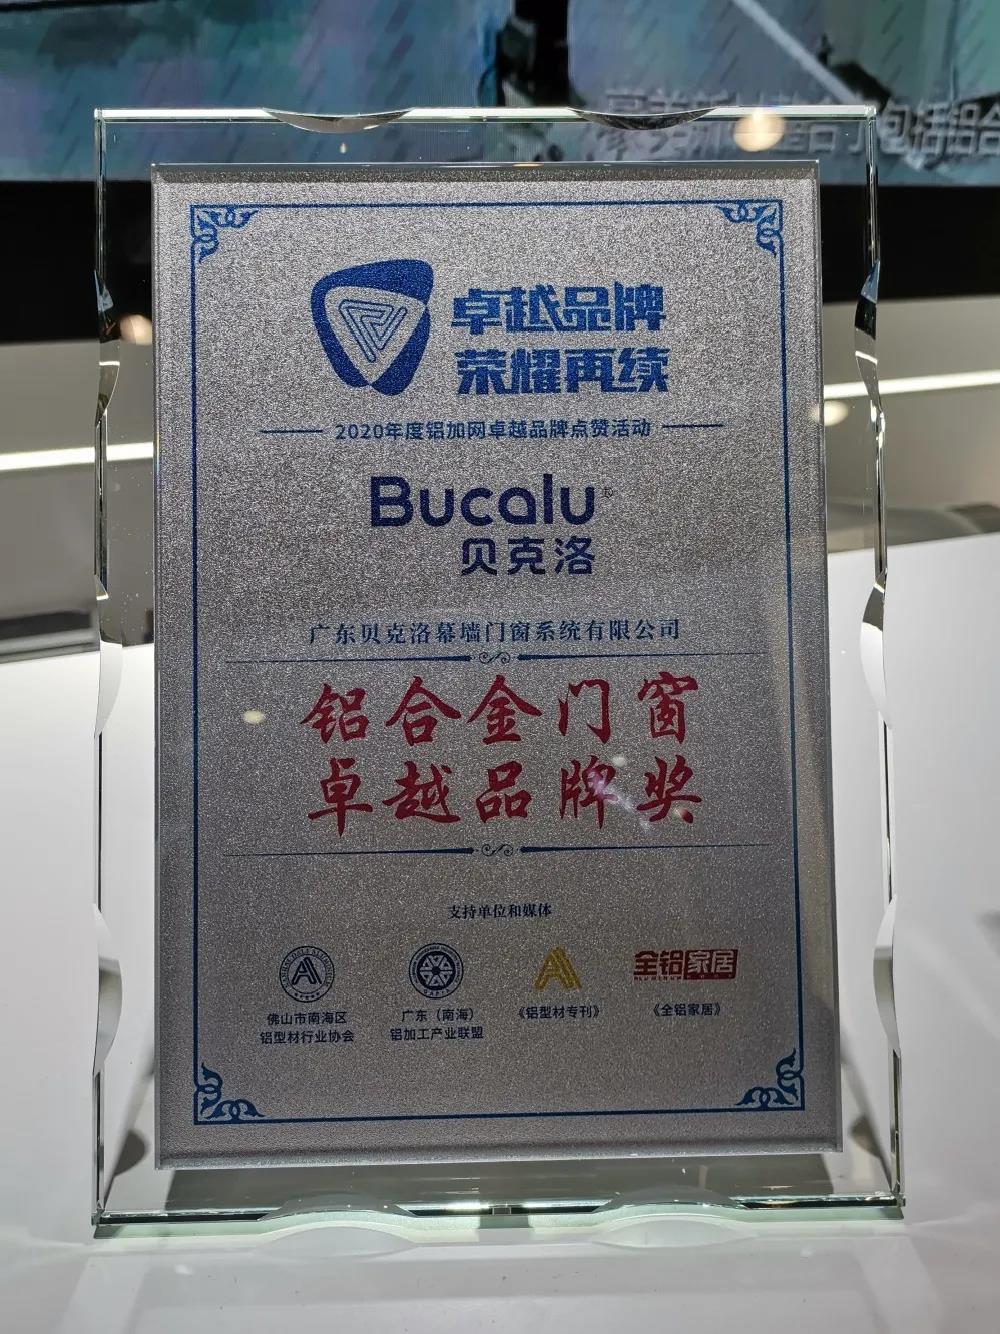 包括铝合
卓越品牌
荣耀再续
2020年度铝加网卓越品牌点赞活动
Bucalu
贝克洛
广东贝克洛幕墙门窗系统有限公司
铝合金门窗
卓越品牌奖
支持单位和媒体
佛山市南海区
铝型材行业协会
广东（南海）
铝加工产业联盟
《铝型材专刊》
全铝家居
《全铝家居》